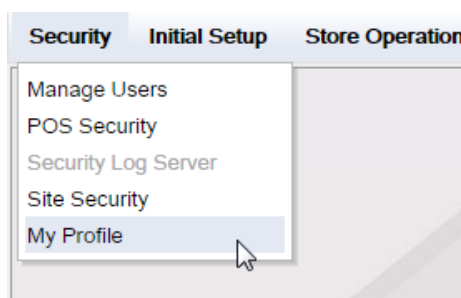 Security Initial Setup Store Operation
Manage Users
POS Security
Security Log Server
Site Security
My Profile